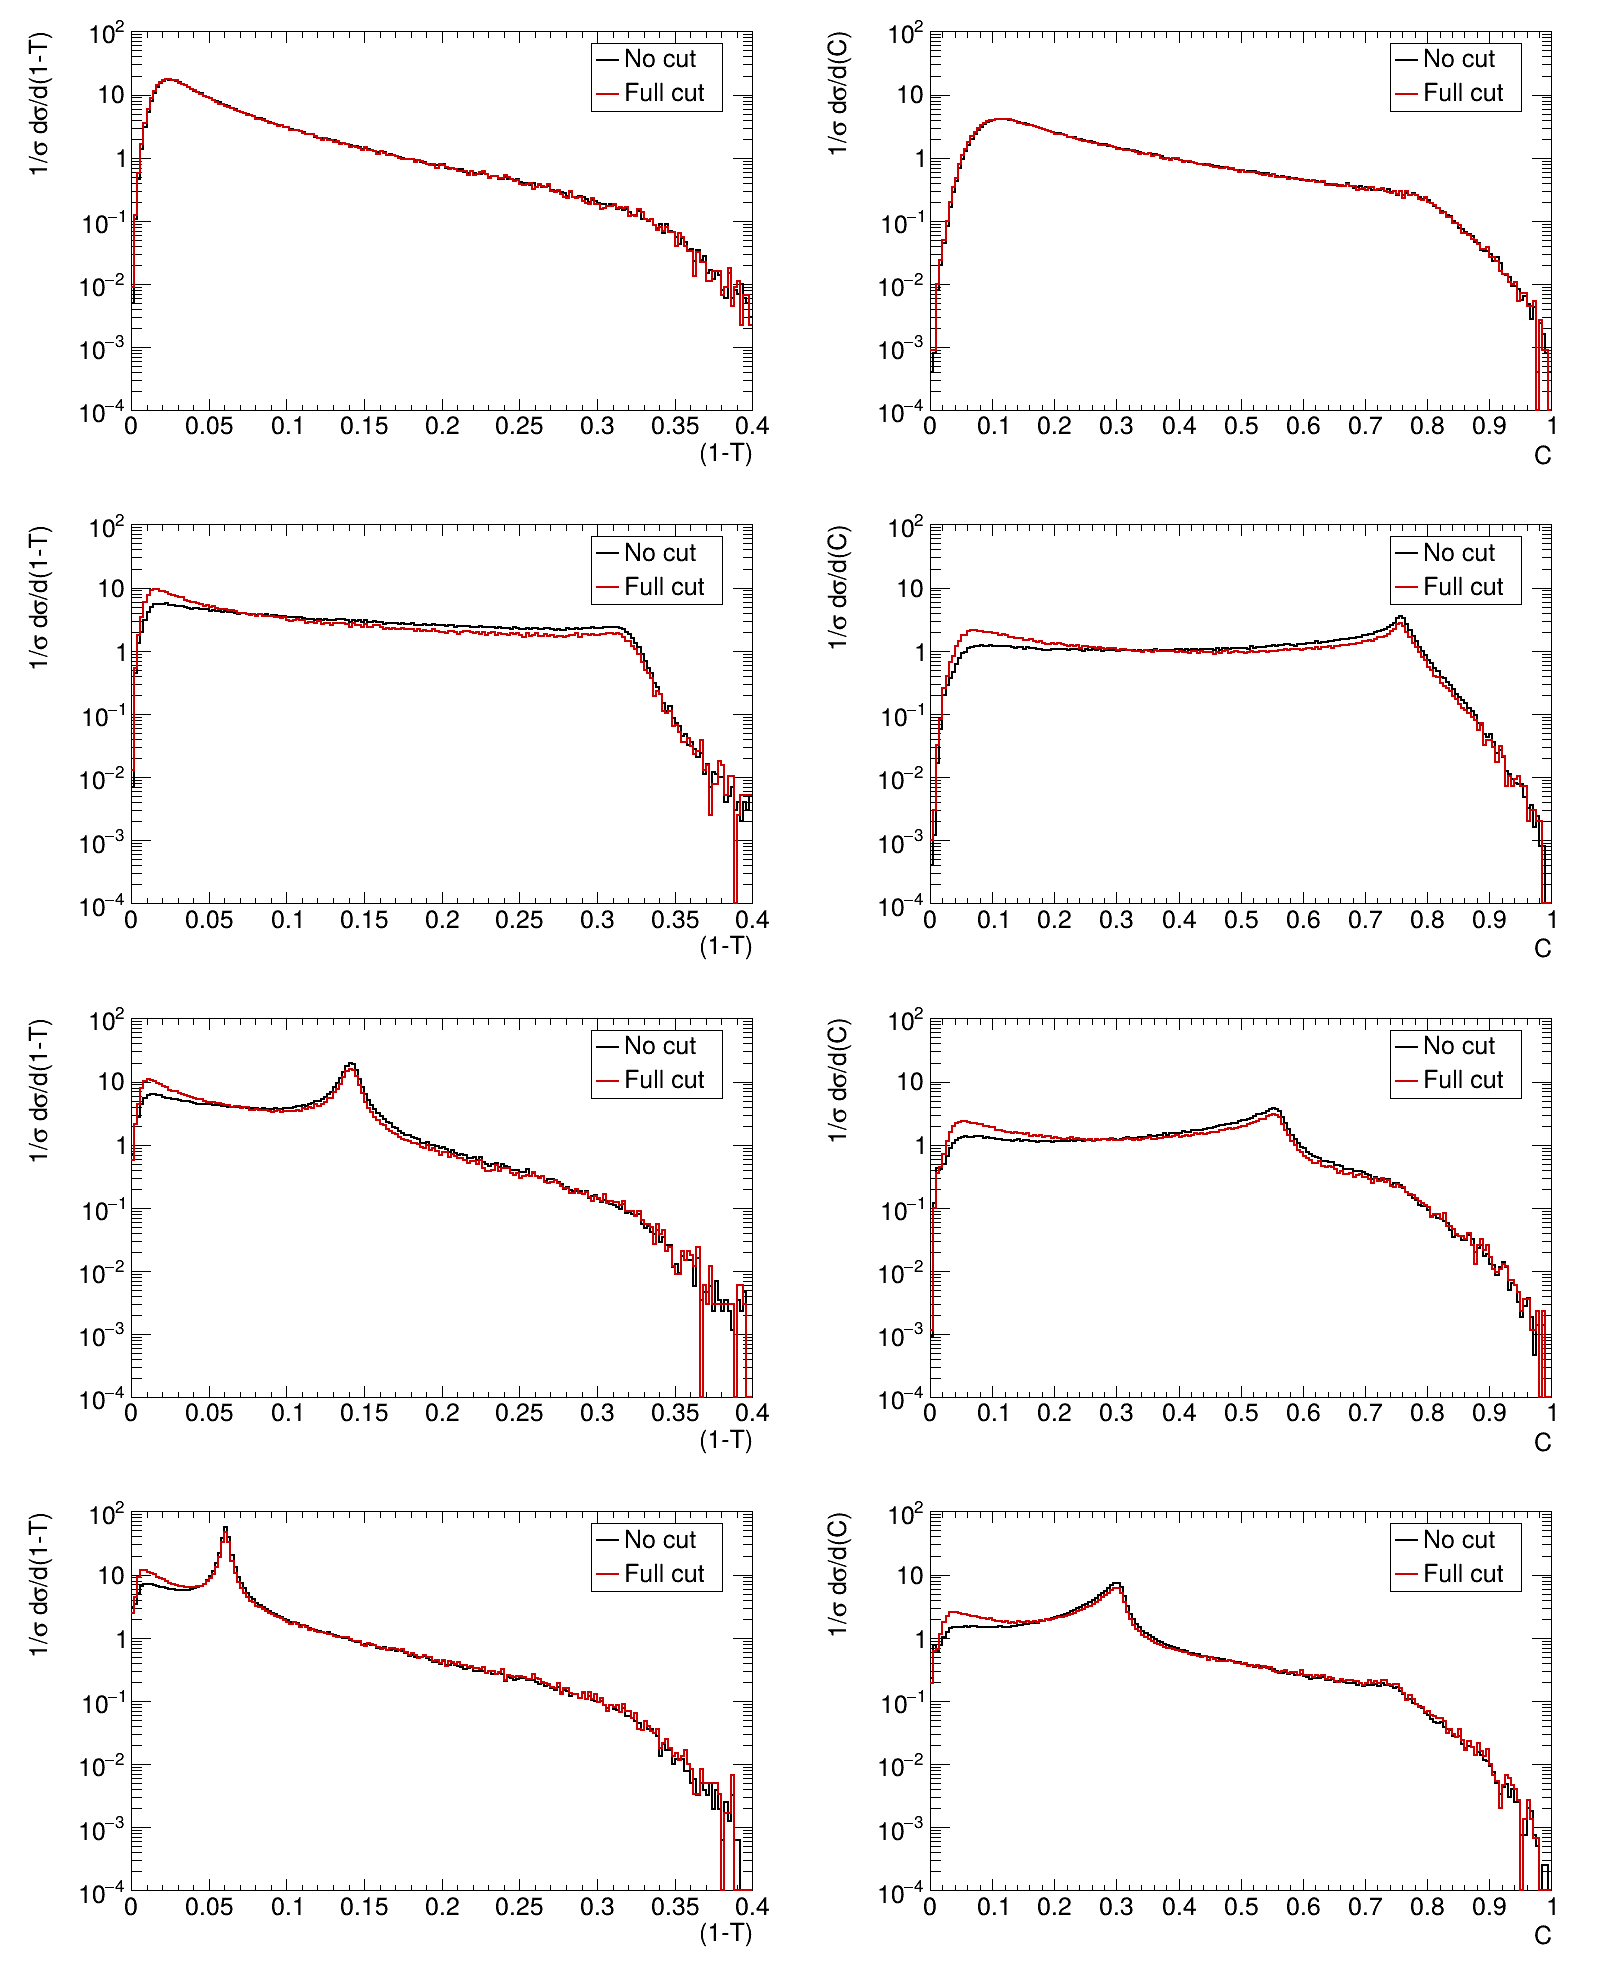 1/σ dσ/d(1-T)
No cut
Full cut
10²
10
1
10⁻¹
10⁻²
10⁻³
10⁻⁴
0 0.05 0.1 0.15 0.2 0.25 0.3 0.35 0.4
(1-T)
1/σ dσ/d(C)
No cut
Full cut
10²
10
1
10⁻¹
10⁻²
10⁻³
10⁻⁴
0 0.1 0.2 0.3 0.4 0.5 0.6 0.7 0.8 0.9 1
C
1/σ dσ/d(1-T)
No cut
Full cut
10²
10
1
10⁻¹
10⁻²
10⁻³
10⁻⁴
0 0.05 0.1 0.15 0.2 0.25 0.3 0.35 0.4
(1-T)
1/σ dσ/d(C)
No cut
Full cut
10²
10
1
10⁻¹
10⁻²
10⁻³
10⁻⁴
0 0.1 0.2 0.3 0.4 0.5 0.6 0.7 0.8 0.9 1
C
1/σ dσ/d(1-T)
No cut
Full cut
10²
10
1
10⁻¹
10⁻²
10⁻³
10⁻⁴
0 0.05 0.1 0.15 0.2 0.25 0.3 0.35 0.4
(1-T)
1/σ dσ/d(C)
No cut
Full cut
10²
10
1
10⁻¹
10⁻²
10⁻³
10⁻⁴
0 0.1 0.2 0.3 0.4 0.5 0.6 0.7 0.8 0.9 1
C
1/σ dσ/d(1-T)
No cut
Full cut
10²
10
1
10⁻¹
10⁻²
10⁻³
10⁻⁴
0 0.05 0.1 0.15 0.2 0.25 0.3 0.35 0.4
(1-T)
1/σ dσ/d(C)
No cut
Full cut
10²
10
1
10⁻¹
10⁻²
10⁻³
10⁻⁴
0 0.1 0.2 0.3 0.4 0.5 0.6 0.7 0.8 0.9 1
C